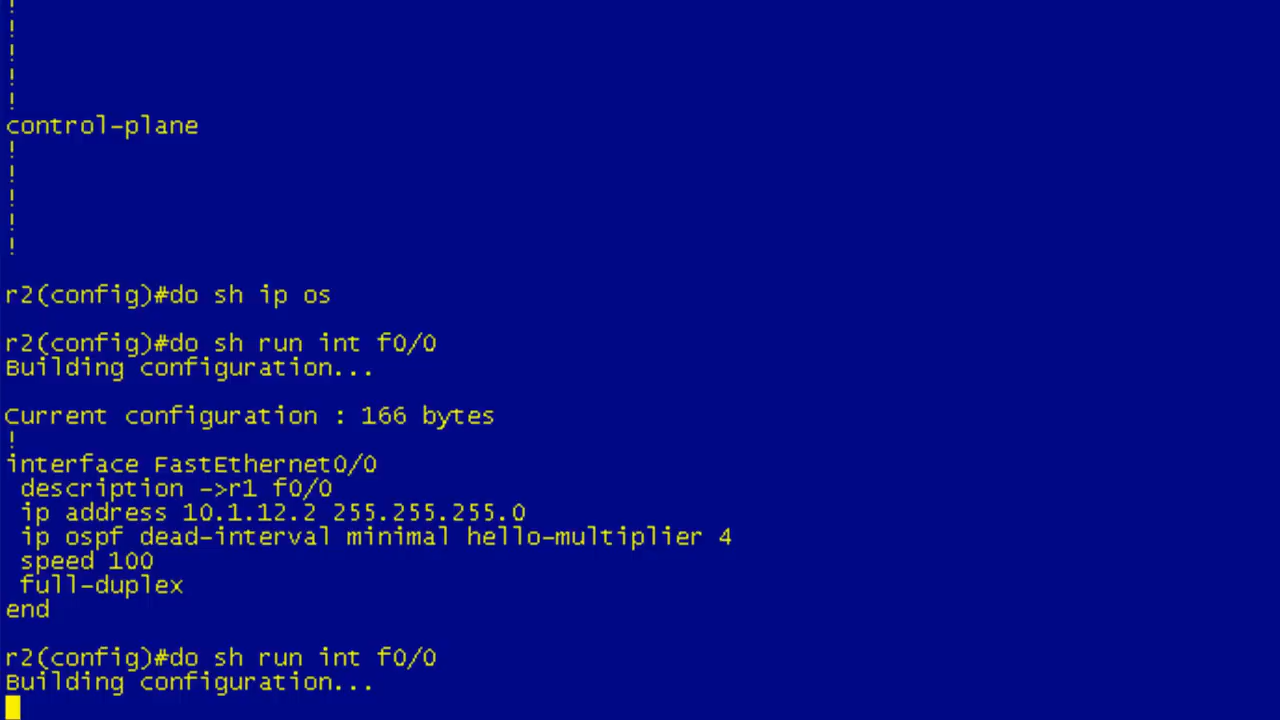 !
!
!
!
!
control-plane
!
!
!
!
!
r2(config)#do sh ip os
r2(config)#do sh run int f0/0
Building configuration...
Current configuration : 166 bytes
!
interface FastEthernet0/0
description ->r1 f0/0
ip address 10.1.12.2 255.255.255.0
ip ospf dead-interval minimal hello-multiplier 4
speed 100
full-duplex
end
r2(config)#do sh run int f0/0
Building configuration...